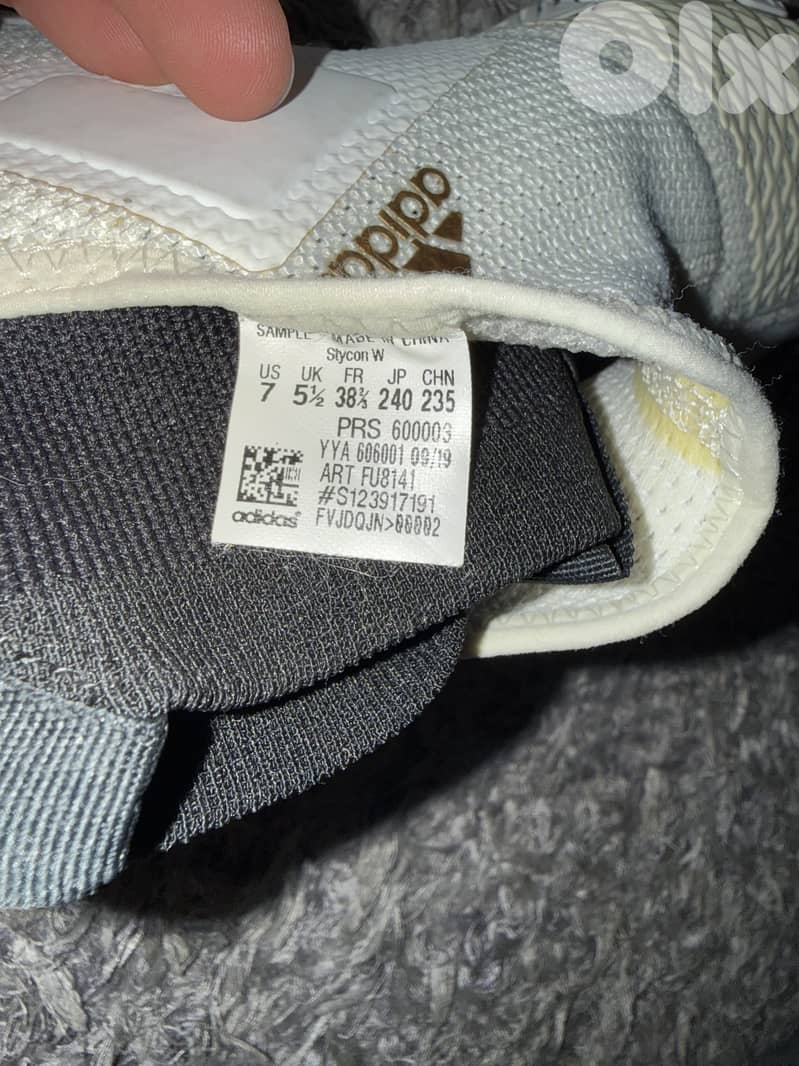 olx
adidas
SAMPLE MADE IN CHINA
Stycon W
US UK FR JP CHN
7 5½ 38⅔ 240 235
PRS 600003
YYA 606001 09/19
ART FU8141
#S123917191
adidas FVJDQJN>00002